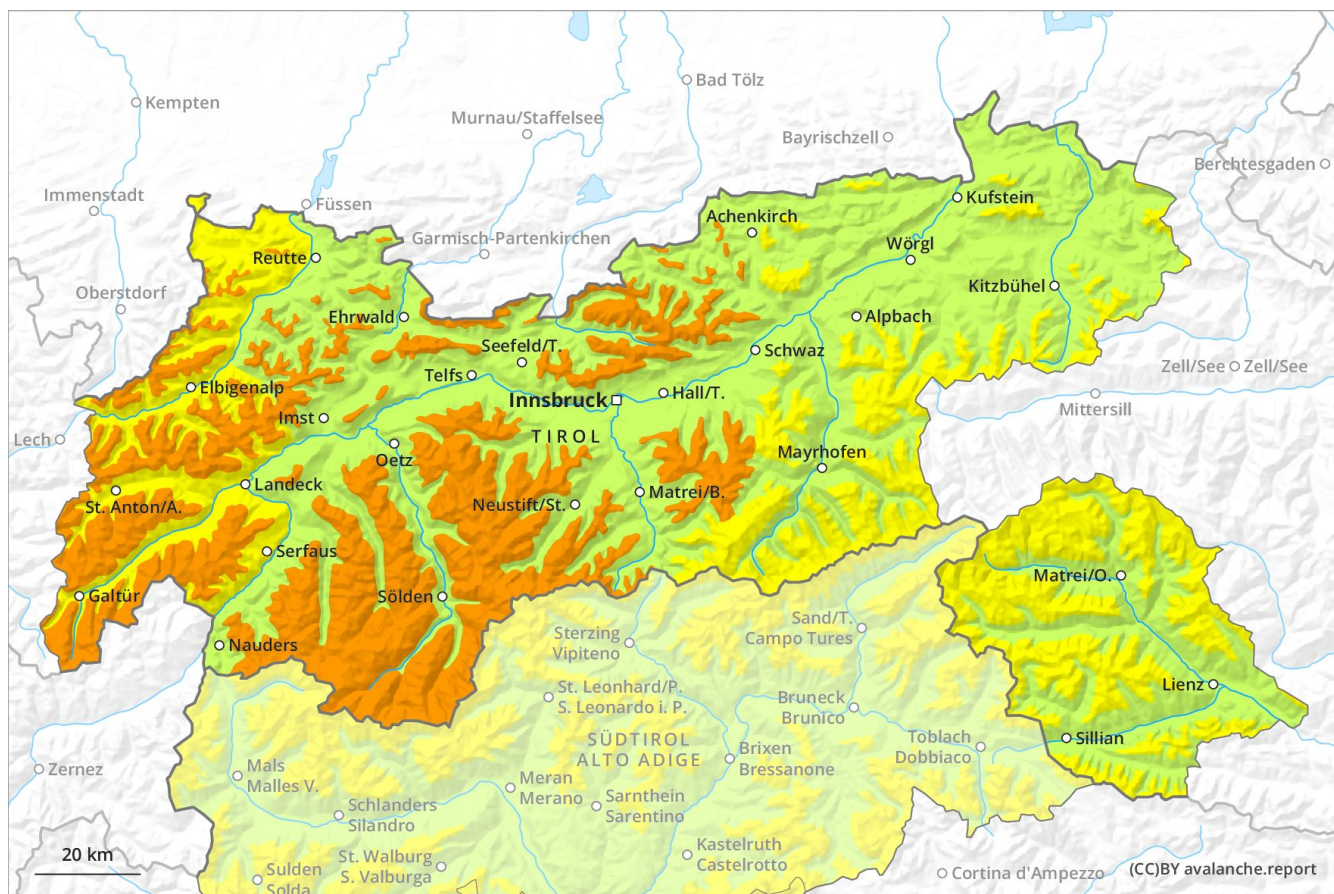 Kempten
Bad Tölz
Murnau/Staffelsee
Bayrischzell
Berchtesgaden
Immenstadt
Füssen
Kufstein
Achenkirch
Garmisch-Partenkirchen
Wörgl
Reutte
Kitzbühel
Oberstdorf
Ehrwald
Alpbach
Seefeld/T.
Schwaz
Zell/See
Zell/See
Telfs
Elbigenalp
Hall/T.
Innsbruck
Mittersill
Imst
Lech
TIROL
Oetz
Mayrhofen
Landeck
Matrei/B.
St. Anton/A.
Neustift/St.
Serfaus
Matrei/O.
Galtür
Sölden
Sand/T.
Campo Tures
Sterzing
Vipiteno
Nauders
Lienz
St. Leonhard/P.
S. Leonardo i. P.
Bruneck
Brunico
SÜDTIROL
ALTO ADIGE
Sillian
Toblach
Dobbiaco
Brixen
Bressanone
Zernez
Mals
Malles V.
Meran
Merano
Sarnthein
Sarentino
Schlanders
Silandro
Kastelruth
Castelrotto
20 km
St. Walburg
S. Valburga
Sulden
Solda
Cortina d'Ampezzo
(CC)BY avalanche.report